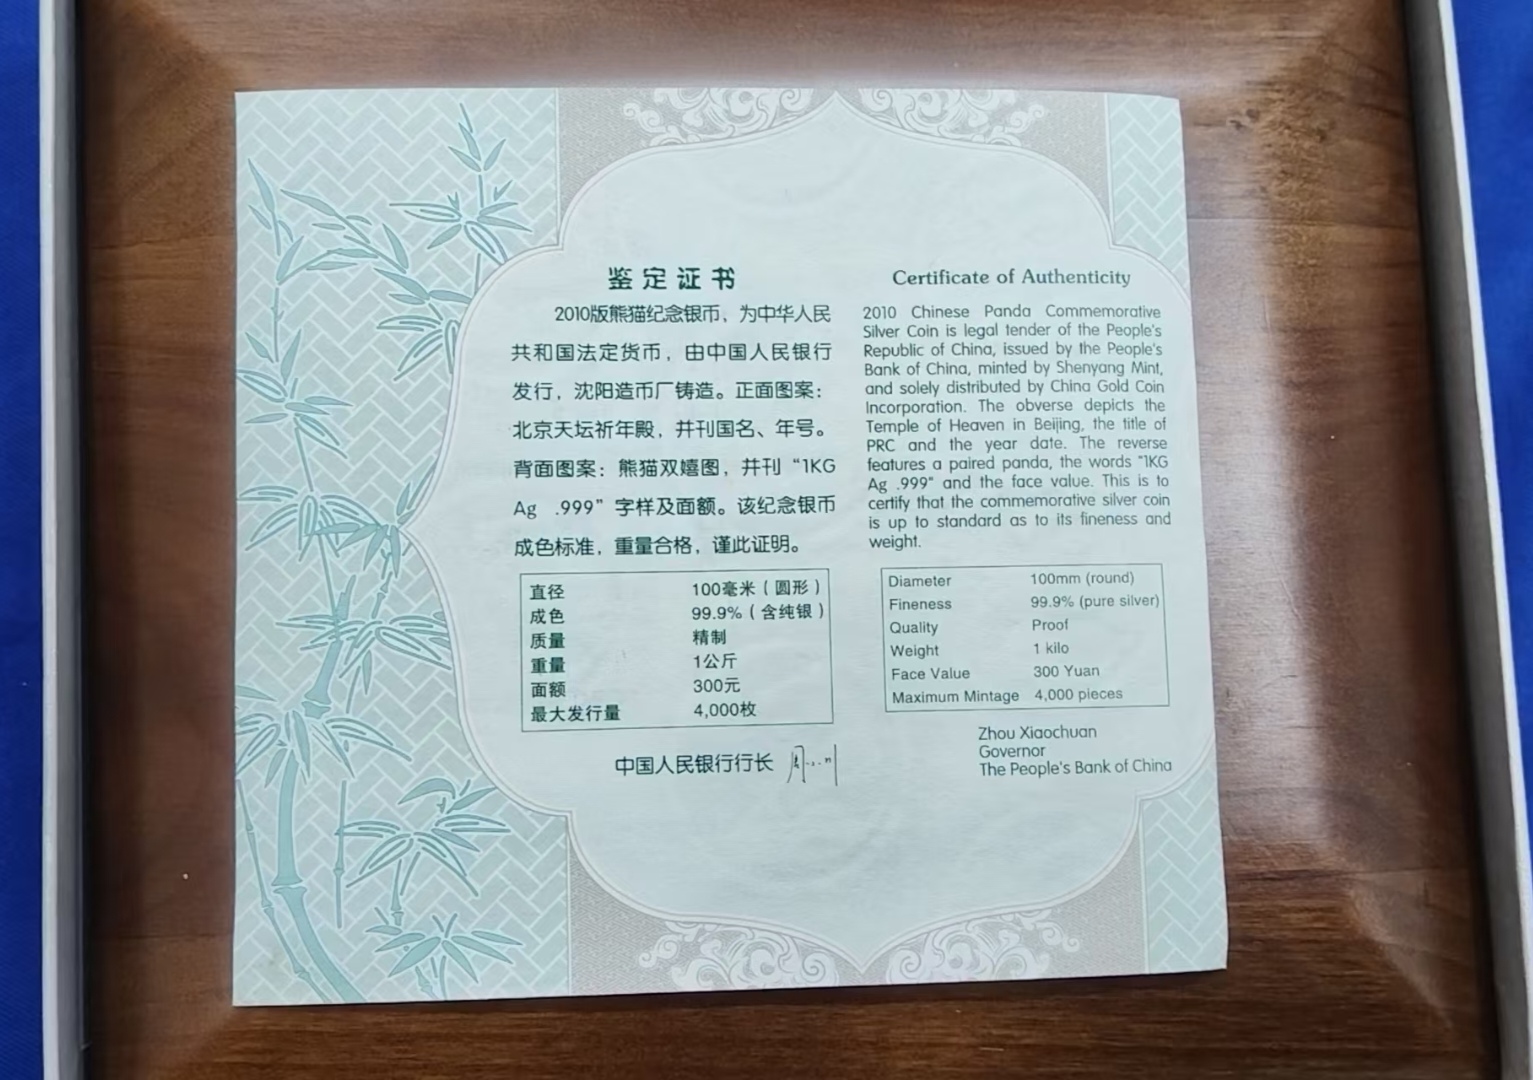 鉴定证书
2010版熊猫纪念银币，为中华人民
共和国法定货币，由中国人民银行
发行，沈阳造币厂铸造。正面图案：
北京天坛祈年殿，并刊国名、年号。
背面图案：熊猫双嬉图，并刊“1KG
Ag .999”字样及面额。该纪念银币
成色标准，重量合格，谨此证明。
直径 100毫米（圆形）
成色 99.9%（含纯银）
质量 精制
重量 1公斤
面额 300元
最大发行量 4,000枚
中国人民银行行长
Certificate of Authenticity
2010 Chinese Panda Commemorative
Silver Coin is legal tender of the People's
Republic of China, issued by the People's
Bank of China, minted by Shenyang Mint,
and solely distributed by China Gold Coin
Incorporation. The obverse depicts the
Temple of Heaven in Beijing, the title of
PRC and the year date. The reverse
features a paired panda, the words "1KG
Ag .999" and the face value. This is to
certify that the commemorative silver coin
is up to standard as to its fineness and
weight.
Diameter 100mm (round)
Fineness 99.9% (pure silver)
Quality Proof
Weight 1 kilo
Face Value 300 Yuan
Maximum Mintage 4,000 pieces
Zhou Xiaochuan
Governor
The People's Bank of China